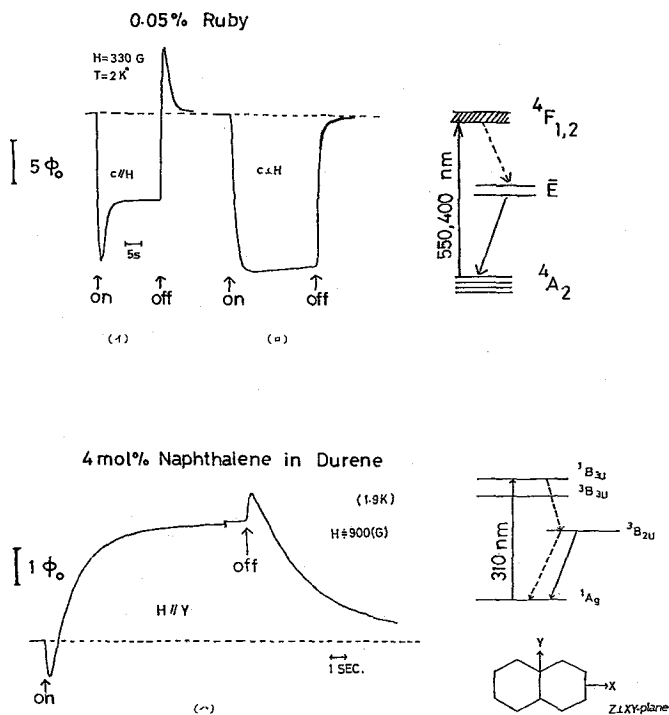 0.05% Ruby
H=330 G
T=2 K°
5 Φ₀
c//H
c⊥H
5s
on
off
on
off
(イ)
(ロ)
550,400 nm
⁴F₁,₂
Ē
⁴A₂
4 mol% Naphthalene in Durene
(1.9K)
H≑900(G)
1 Φ₀
off
H // Y
1 SEC.
on
(ハ)
310 nm
¹B₃U
³B₃U
³B₂U
¹Ag
Y
X
Z⊥XY-plane